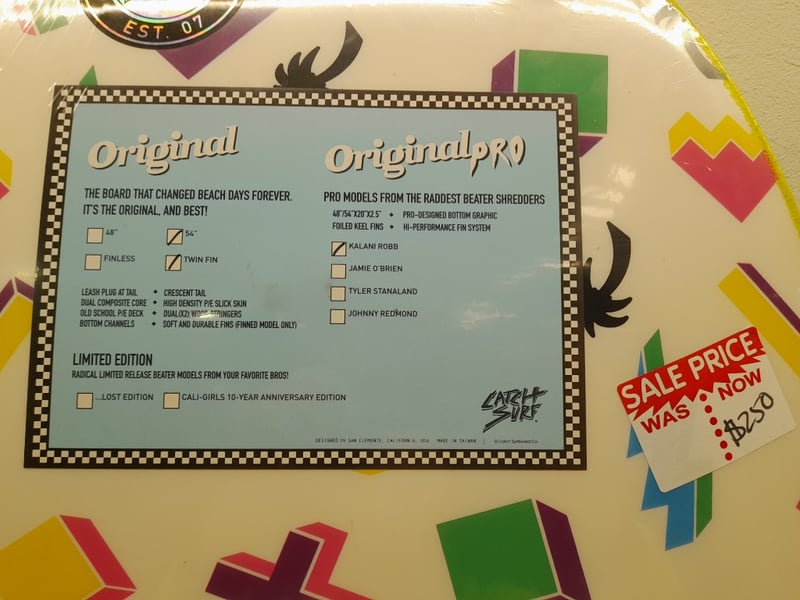 EST. 07
Original
THE BOARD THAT CHANGED BEACH DAYS FOREVER.
IT'S THE ORIGINAL, AND BEST!
48"
54"
FINLESS
TWIN FIN
LEASH PLUG AT TAIL ◆ CRESCENT TAIL
DUAL COMPOSITE CORE ◆ HIGH DENSITY P/E SLICK SKIN
OLD SCHOOL P/E DECK ◆ DUAL(X2) WOOD STRINGERS
BOTTOM CHANNELS ◆ SOFT AND DURABLE FINS (FINNED MODEL ONLY)
Original PRO
PRO MODELS FROM THE RADDEST BEATER SHREDDERS
48"/54"X20"X2.5" ◆ PRO-DESIGNED BOTTOM GRAPHIC
FOILED KEEL FINS ◆ HI-PERFORMANCE FIN SYSTEM
KALANI ROBB
JAMIE O'BRIEN
TYLER STANALAND
JOHNNY REDMOND
LIMITED EDITION
RADICAL LIMITED RELEASE BEATER MODELS FROM YOUR FAVORITE BROS!
...LOST EDITION
CALI-GIRLS 10-YEAR ANNIVERSARY EDITION
CATCH
SURF.
DESIGNED IN SAN CLEMENTE, CALIFORNIA, USA. MADE IN TAIWAN | © Catch Surfboard Co.
SALE PRICE
WAS NOW
$250